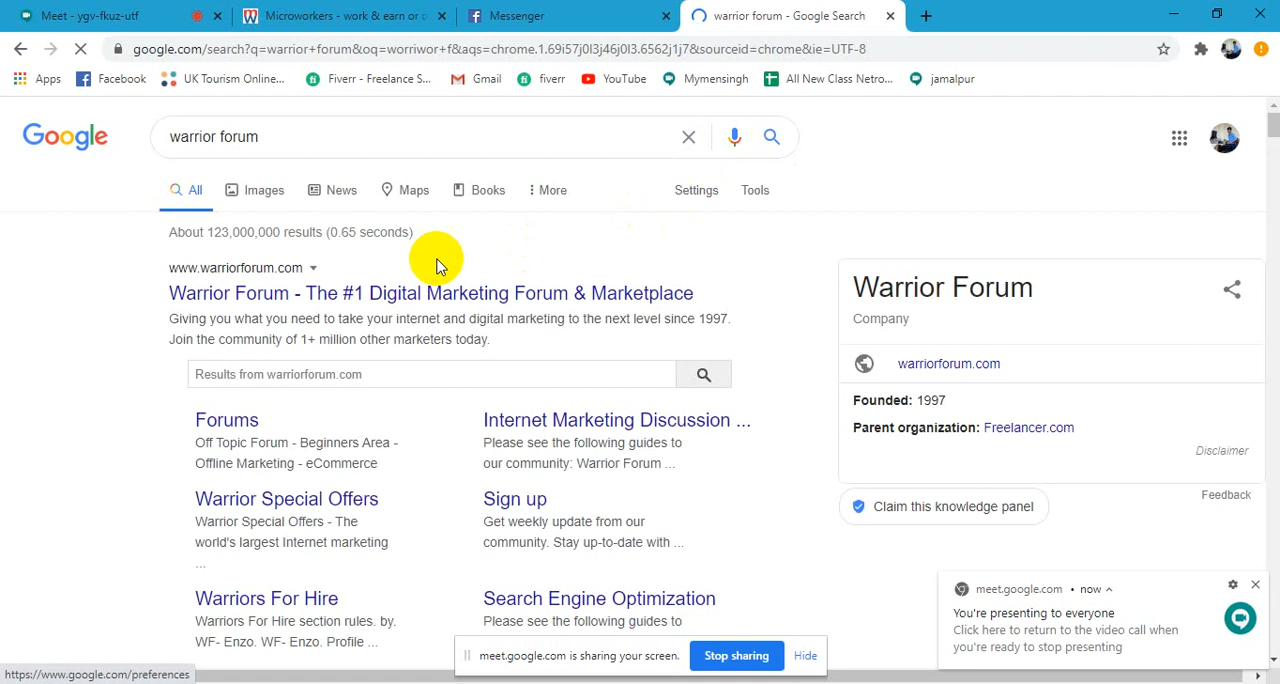 Meet - ygv-fkuz-utf
Microworkers - work & earn or o
Messenger
warrior forum - Google Search
google.com/search?q=warrior+forum&oq=worriwor+f&aqs=chrome.1.69i57j0l3j46j0l3.6562j1j7&sourceid=chrome&ie=UTF-8
Apps
Facebook
UK Tourism Online...
Fiverr - Freelance S...
Gmail
fiverr
YouTube
Mymersingh
All New Class Netro...
jamalpur
Google
warrior forum
All
Images
News
Maps
Books
More
Settings
Tools
About 123,000,000 results (0.65 seconds)
www.warriorforum.com
Warrior Forum - The #1 Digital Marketing Forum & Marketplace
Giving you what you need to take your internet and digital marketing to the next level since 1997.
Join the community of 1+ million other marketers today.
Results from warriorforum.com
Forums
Off Topic Forum - Beginners Area -
Offline Marketing - eCommerce
Internet Marketing Discussion ...
Please see the following guides to
our community: Warrior Forum ...
Warrior Special Offers
Warrior Special Offers - The
world's largest Internet marketing
...
Sign up
Get weekly update from our
community. Stay up-to-date with ...
Warriors For Hire
Warriors For Hire section rules. by.
WF- Enzo. WF- Enzo. Profile ...
Search Engine Optimization
Please see the following guides to
Warrior Forum
Company
warriorforum.com
Founded: 1997
Parent organization: Freelancer.com
Disclaimer
Feedback
Claim this knowledge panel
meet.google.com • now
You're presenting to everyone
Click here to return to the video call when
you're ready to stop presenting
meet.google.com is sharing your screen.
Stop sharing
Hide
https://www.google.com/preferences